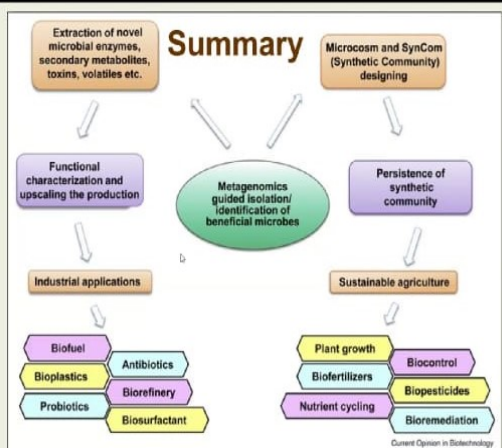 Summary
Extraction of novel
microbial enzymes,
secondary metabolites,
toxins, volatiles etc.
Microcosm and SynCom
(Synthetic Community)
designing
Functional
characterization and
upscaling the production
Metagenomics
guided isolation/
identification of
beneficial microbes
Persistence of
synthetic
community
Industrial applications
Sustainable agriculture
Biofuel
Antibiotics
Bioplastics
Biorefinery
Probiotics
Biosurfactant
Plant growth
Biocontrol
Biofertilizers
Biopesticides
Nutrient cycling
Bioremediation
Current Opinion in Biotechnology